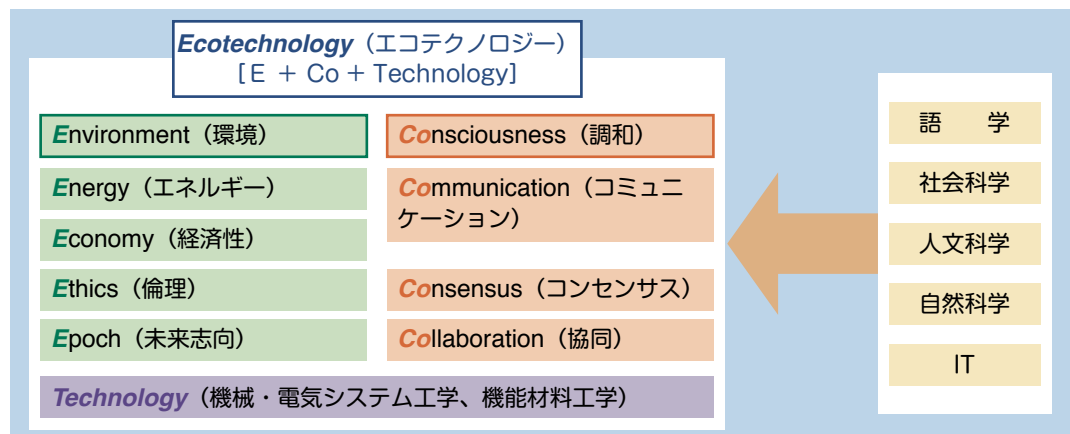 Ecotechnology（エコテクノロジー）
[E + Co + Technology]
Environment（環境）
Energy（エネルギー）
Economy（経済性）
Ethics（倫理）
Epoch（未来志向）
Consciousness（調和）
Communication（コミュニ
ケーション）
Consensus（コンセンサス）
Collaboration（協同）
Technology（機械・電気システム工学、機能材料工学）
語　学
社会科学
人文科学
自然科学
IT